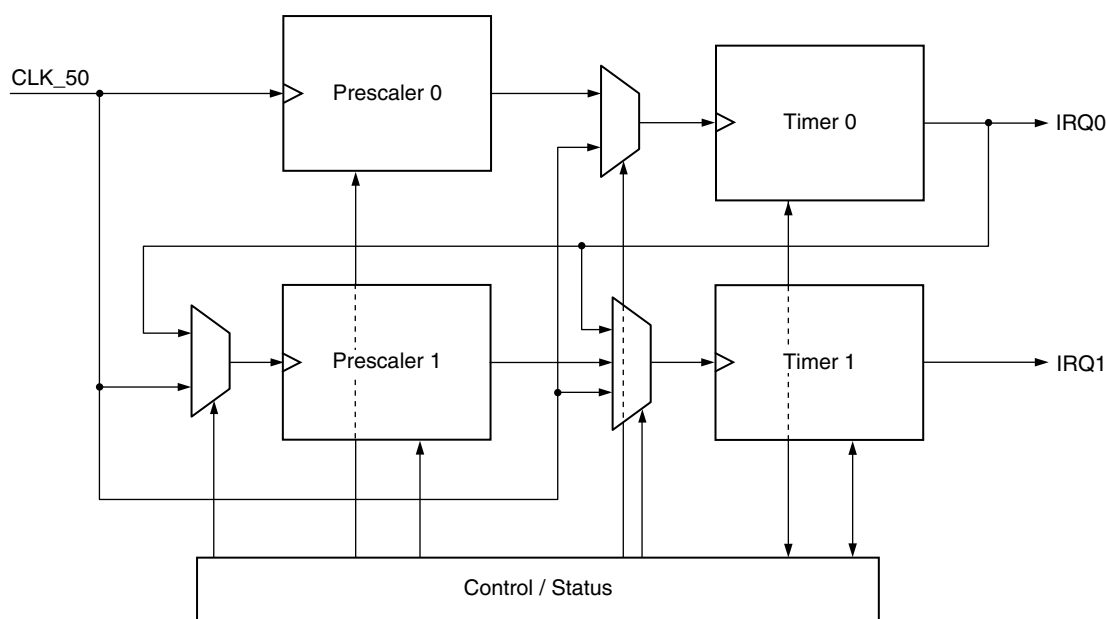 CLK_50
Prescaler 0
Timer 0
IRQ0
Prescaler 1
Timer 1
IRQ1
Control / Status